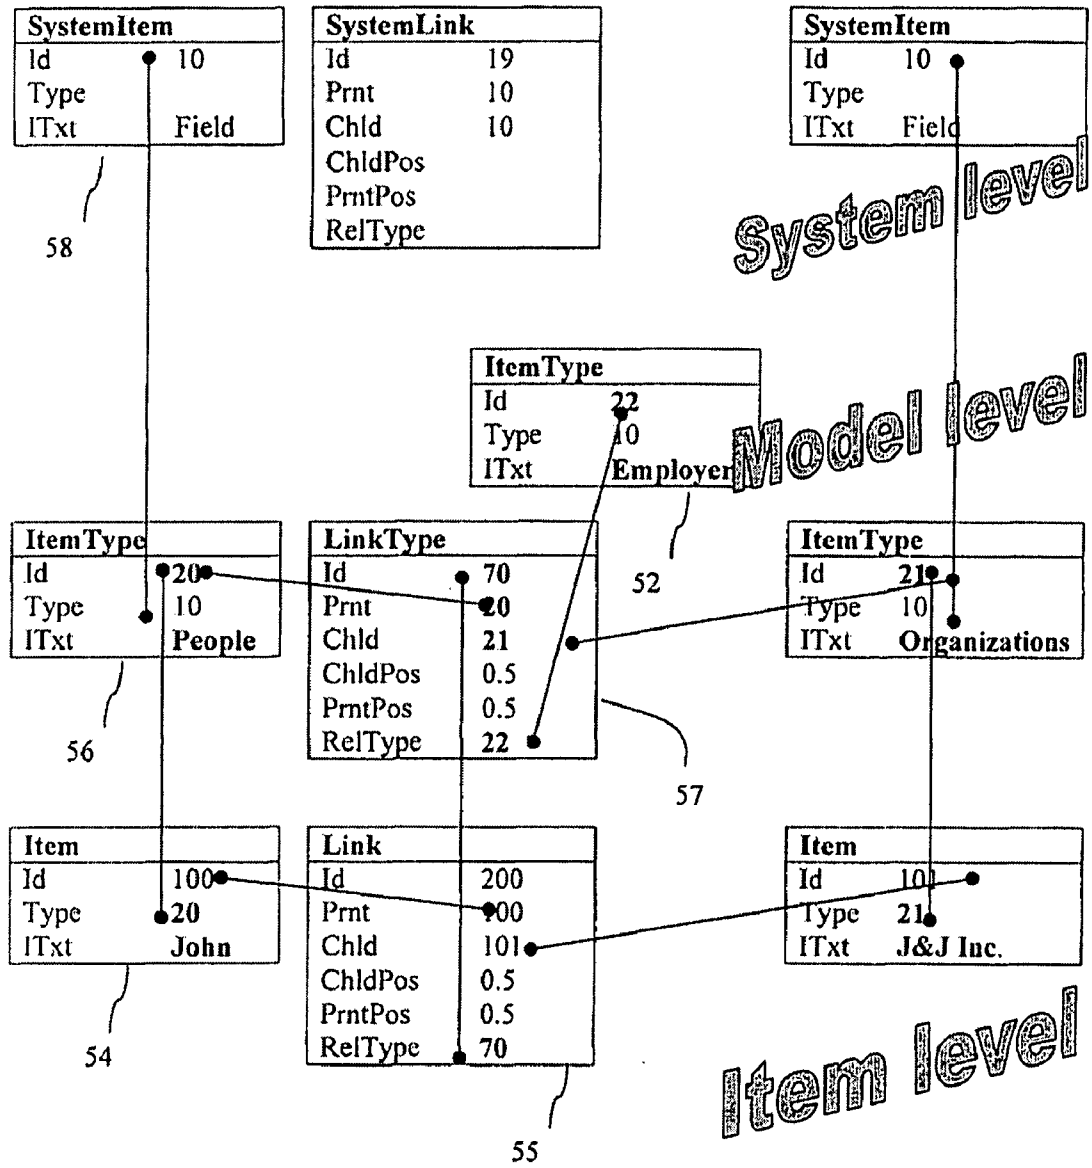 SystemItem
Id 10
Type
ITxt Field
58
SystemLink
Id 19
Prnt 10
Chld 10
ChldPos
PrntPos
RelType
SystemItem
Id 10
Type
ITxt Field
System level
ItemType
Id 22
Type 10
ITxt Employer
52
Model level
ItemType
Id 20
Type 10
ITxt People
56
LinkType
Id 70
Prnt 20
Chld 21
ChldPos 0.5
PrntPos 0.5
RelType 22
57
ItemType
Id 21
Type 10
ITxt Organizations
Item
Id 100
Type 20
ITxt John
54
Link
Id 200
Prnt 100
Chld 101
ChldPos 0.5
PrntPos 0.5
RelType 70
55
Item
Id 101
Type 21
ITxt J&J Inc.
Item level